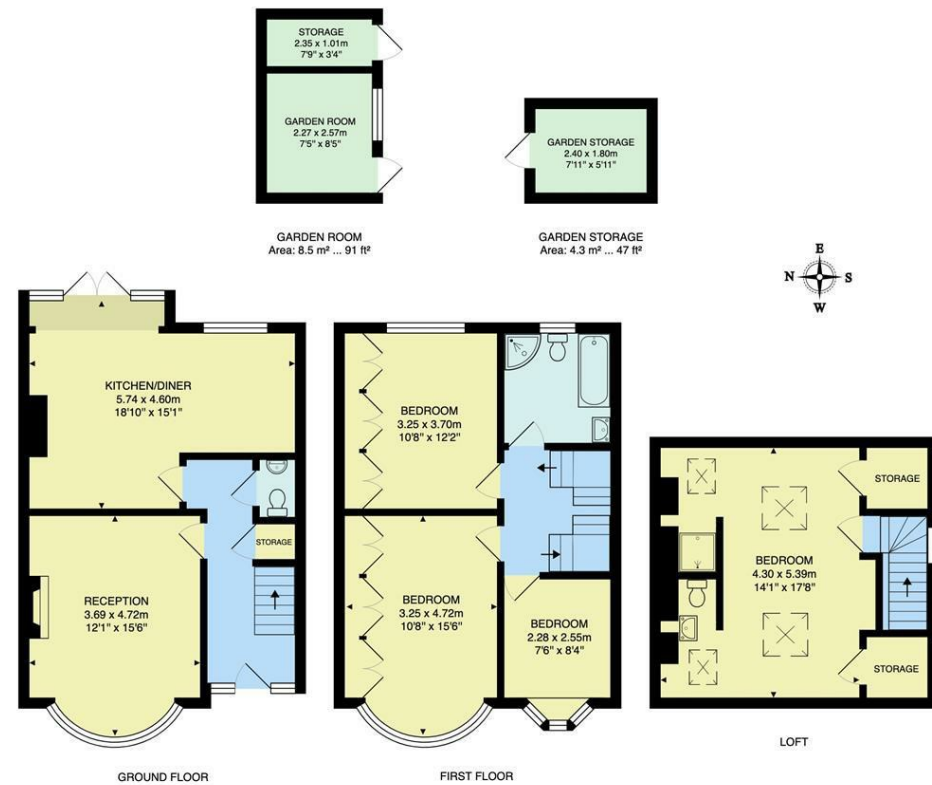 STORAGE
2.35 x 1.01m
7'9" x 3'4"
GARDEN ROOM
2.27 x 2.57m
7'5" x 8'5"
GARDEN STORAGE
2.40 x 1.80m
7'11" x 5'11"
GARDEN ROOM
Area: 8.5 m² ... 91 ft²
GARDEN STORAGE
Area: 4.3 m² ... 47 ft²
E
N S
W
KITCHEN/DINER
5.74 x 4.60m
18'10" x 15'1"
STORAGE
RECEPTION
3.69 x 4.72m
12'1" x 15'6"
GROUND FLOOR
BEDROOM
3.25 x 3.70m
10'8" x 12'2"
BEDROOM
3.25 x 4.72m
10'8" x 15'6"
BEDROOM
2.28 x 2.55m
7'6" x 8'4"
FIRST FLOOR
STORAGE
BEDROOM
4.30 x 5.39m
14'1" x 17'8"
STORAGE
LOFT